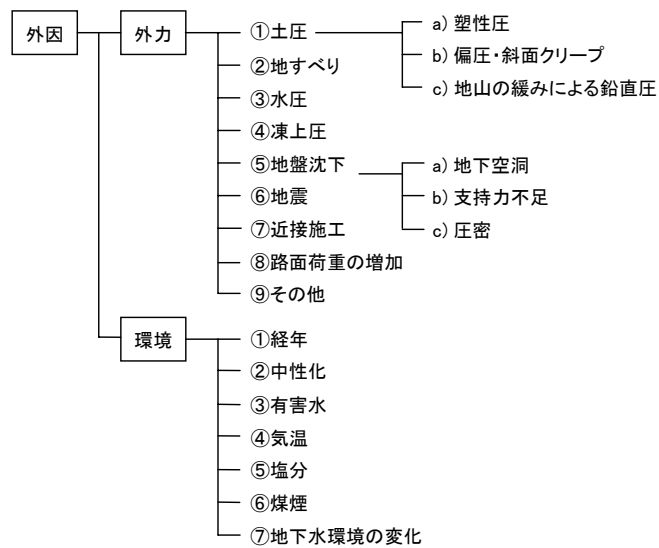 外因
外力
①土圧
a) 塑性圧
b) 偏圧・斜面クリープ
c) 地山の緩みによる鉛直圧
②地すべり
③水圧
④凍上圧
⑤地盤沈下
a) 地下空洞
b) 支持力不足
c) 圧密
⑥地震
⑦近接施工
⑧路面荷重の増加
⑨その他
環境
①経年
②中性化
③有害水
④気温
⑤塩分
⑥煤煙
⑦地下水環境の変化